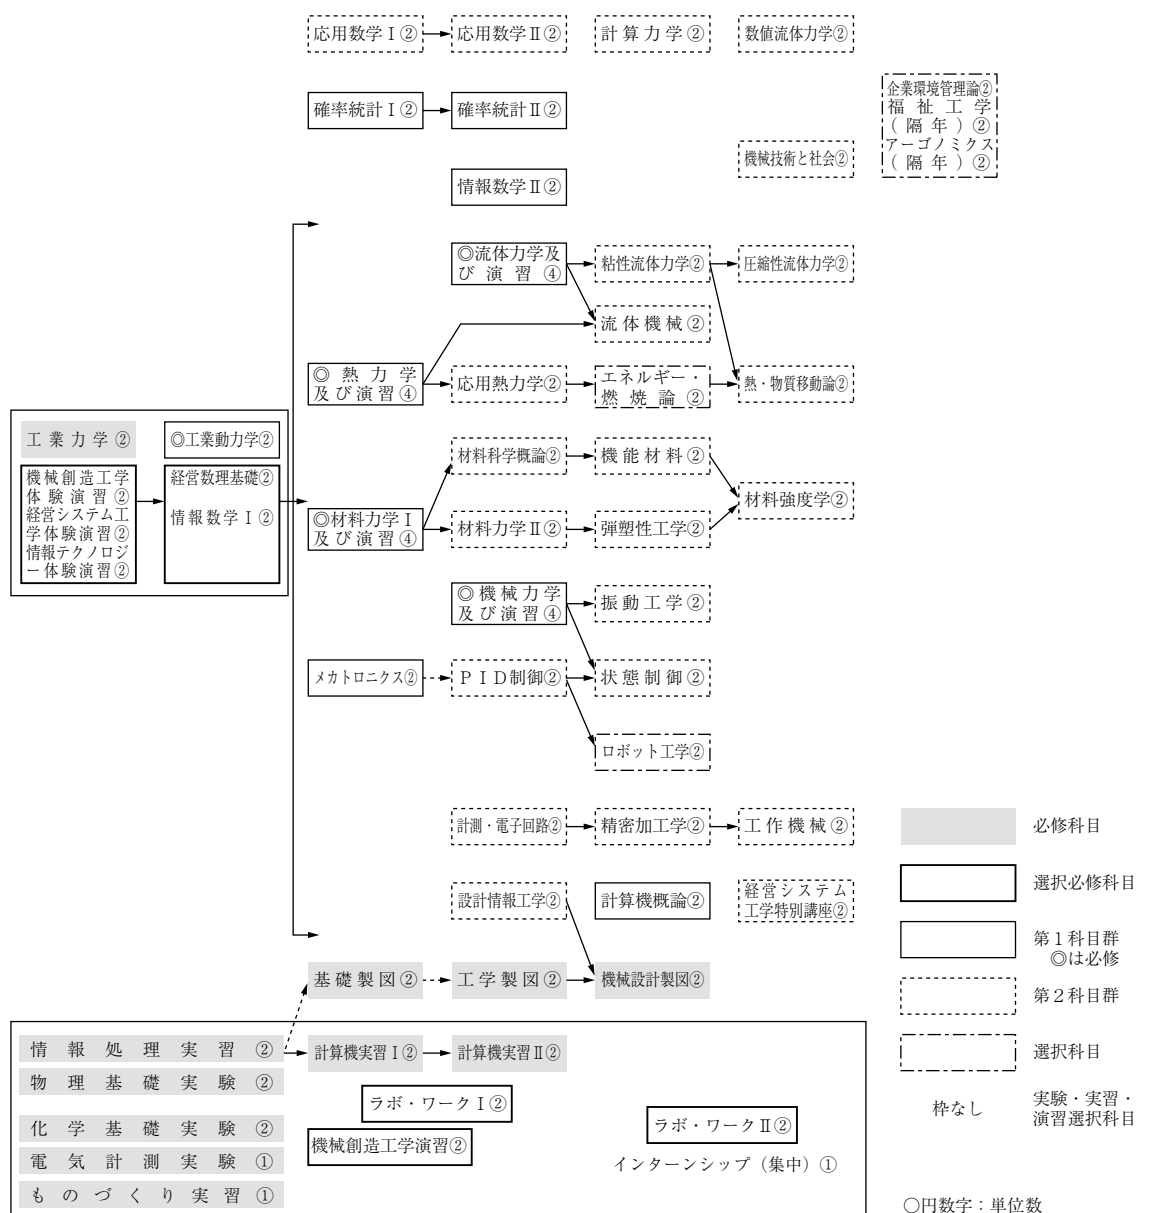 応用数学Ⅰ②
応用数学Ⅱ②
計算力学②
数値流体力学②
企業環境管理論②
福祉工学
(隔年)②
アーゴノミクス
(隔年)②
確率統計Ⅰ②
確率統計Ⅱ②
機械技術と社会②
情報数学Ⅱ②
◎流体力学及
び演習④
粘性流体力学②
圧縮性流体力学②
流体機械②
◎熱力学
及び演習④
応用熱力学②
エネルギー・
燃焼論②
熱・物質移動論②
工業力学②
◎工業動力学②
機械創造工学
体験演習②
経営システム工
学体験演習②
情報テクノロジ
ー体験演習②
経営数理基礎②
情報数学Ⅰ②
材料科学概論②
機能材料②
材料強度学②
◎材料力学Ⅰ
及び演習④
材料力学Ⅱ②
弾塑性工学②
◎機械力学
及び演習④
振動工学②
メカトロニクス②
ＰＩＤ制御②
状態制御②
ロボット工学②
計測・電子回路②
精密加工学②
工作機械②
設計情報工学②
計算機概論②
経営システム
工学特別講座②
基礎製図②
工学製図②
機械設計製図②
情報処理実習②
計算機実習Ⅰ②
計算機実習Ⅱ②
物理基礎実験②
ラボ・ワークⅠ②
化学基礎実験②
機械創造工学演習②
ラボ・ワークⅡ②
電気計測実験①
インターンシップ（集中）①
ものづくり実習①
必修科目
選択必修科目
第１科目群
◎は必修
第２科目群
選択科目
枠なし
実験・実習・
演習選択科目
○円数字：単位数